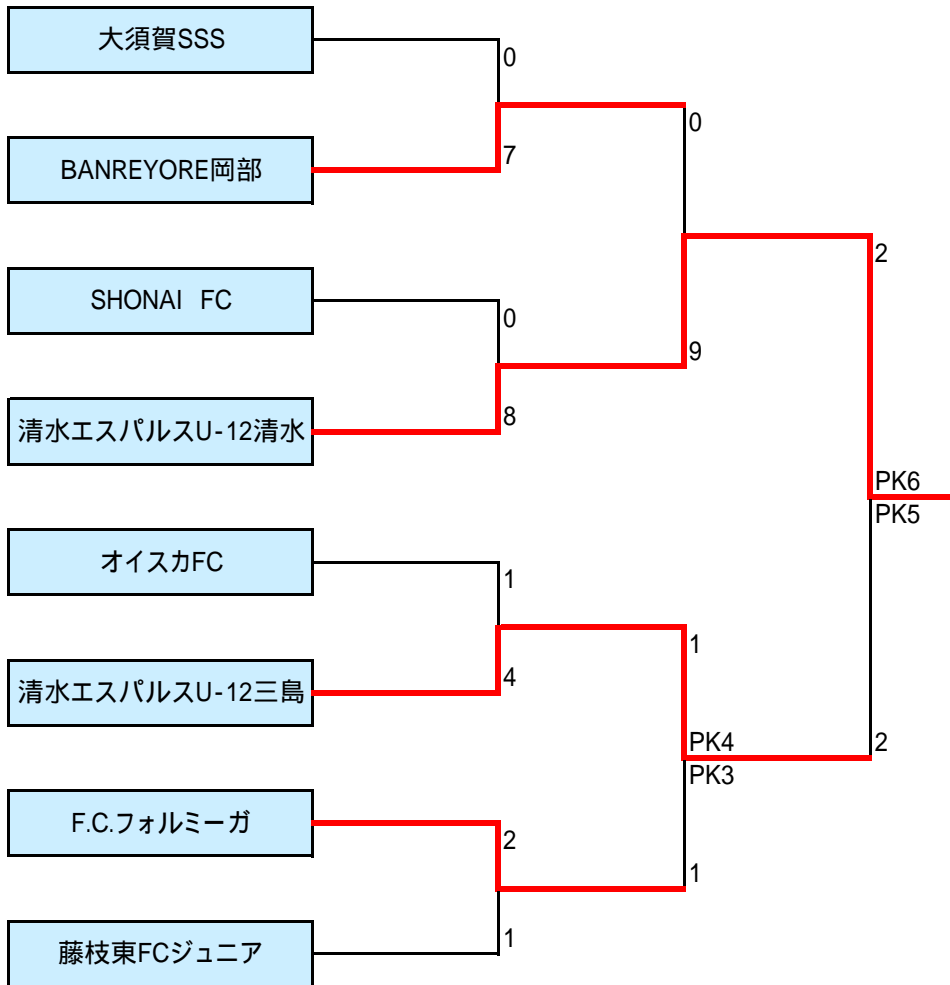 大須賀SSS
0
0
BANREYORE岡部
7
2
SHONAI　FC
0
9
清水エスパルスU-12清水
8
PK6
PK5
オイスカFC
1
1
清水エスパルスU-12三島
4
PK4
2
PK3
F.C.フォルミーガ
2
1
藤枝東FCジュニア
1